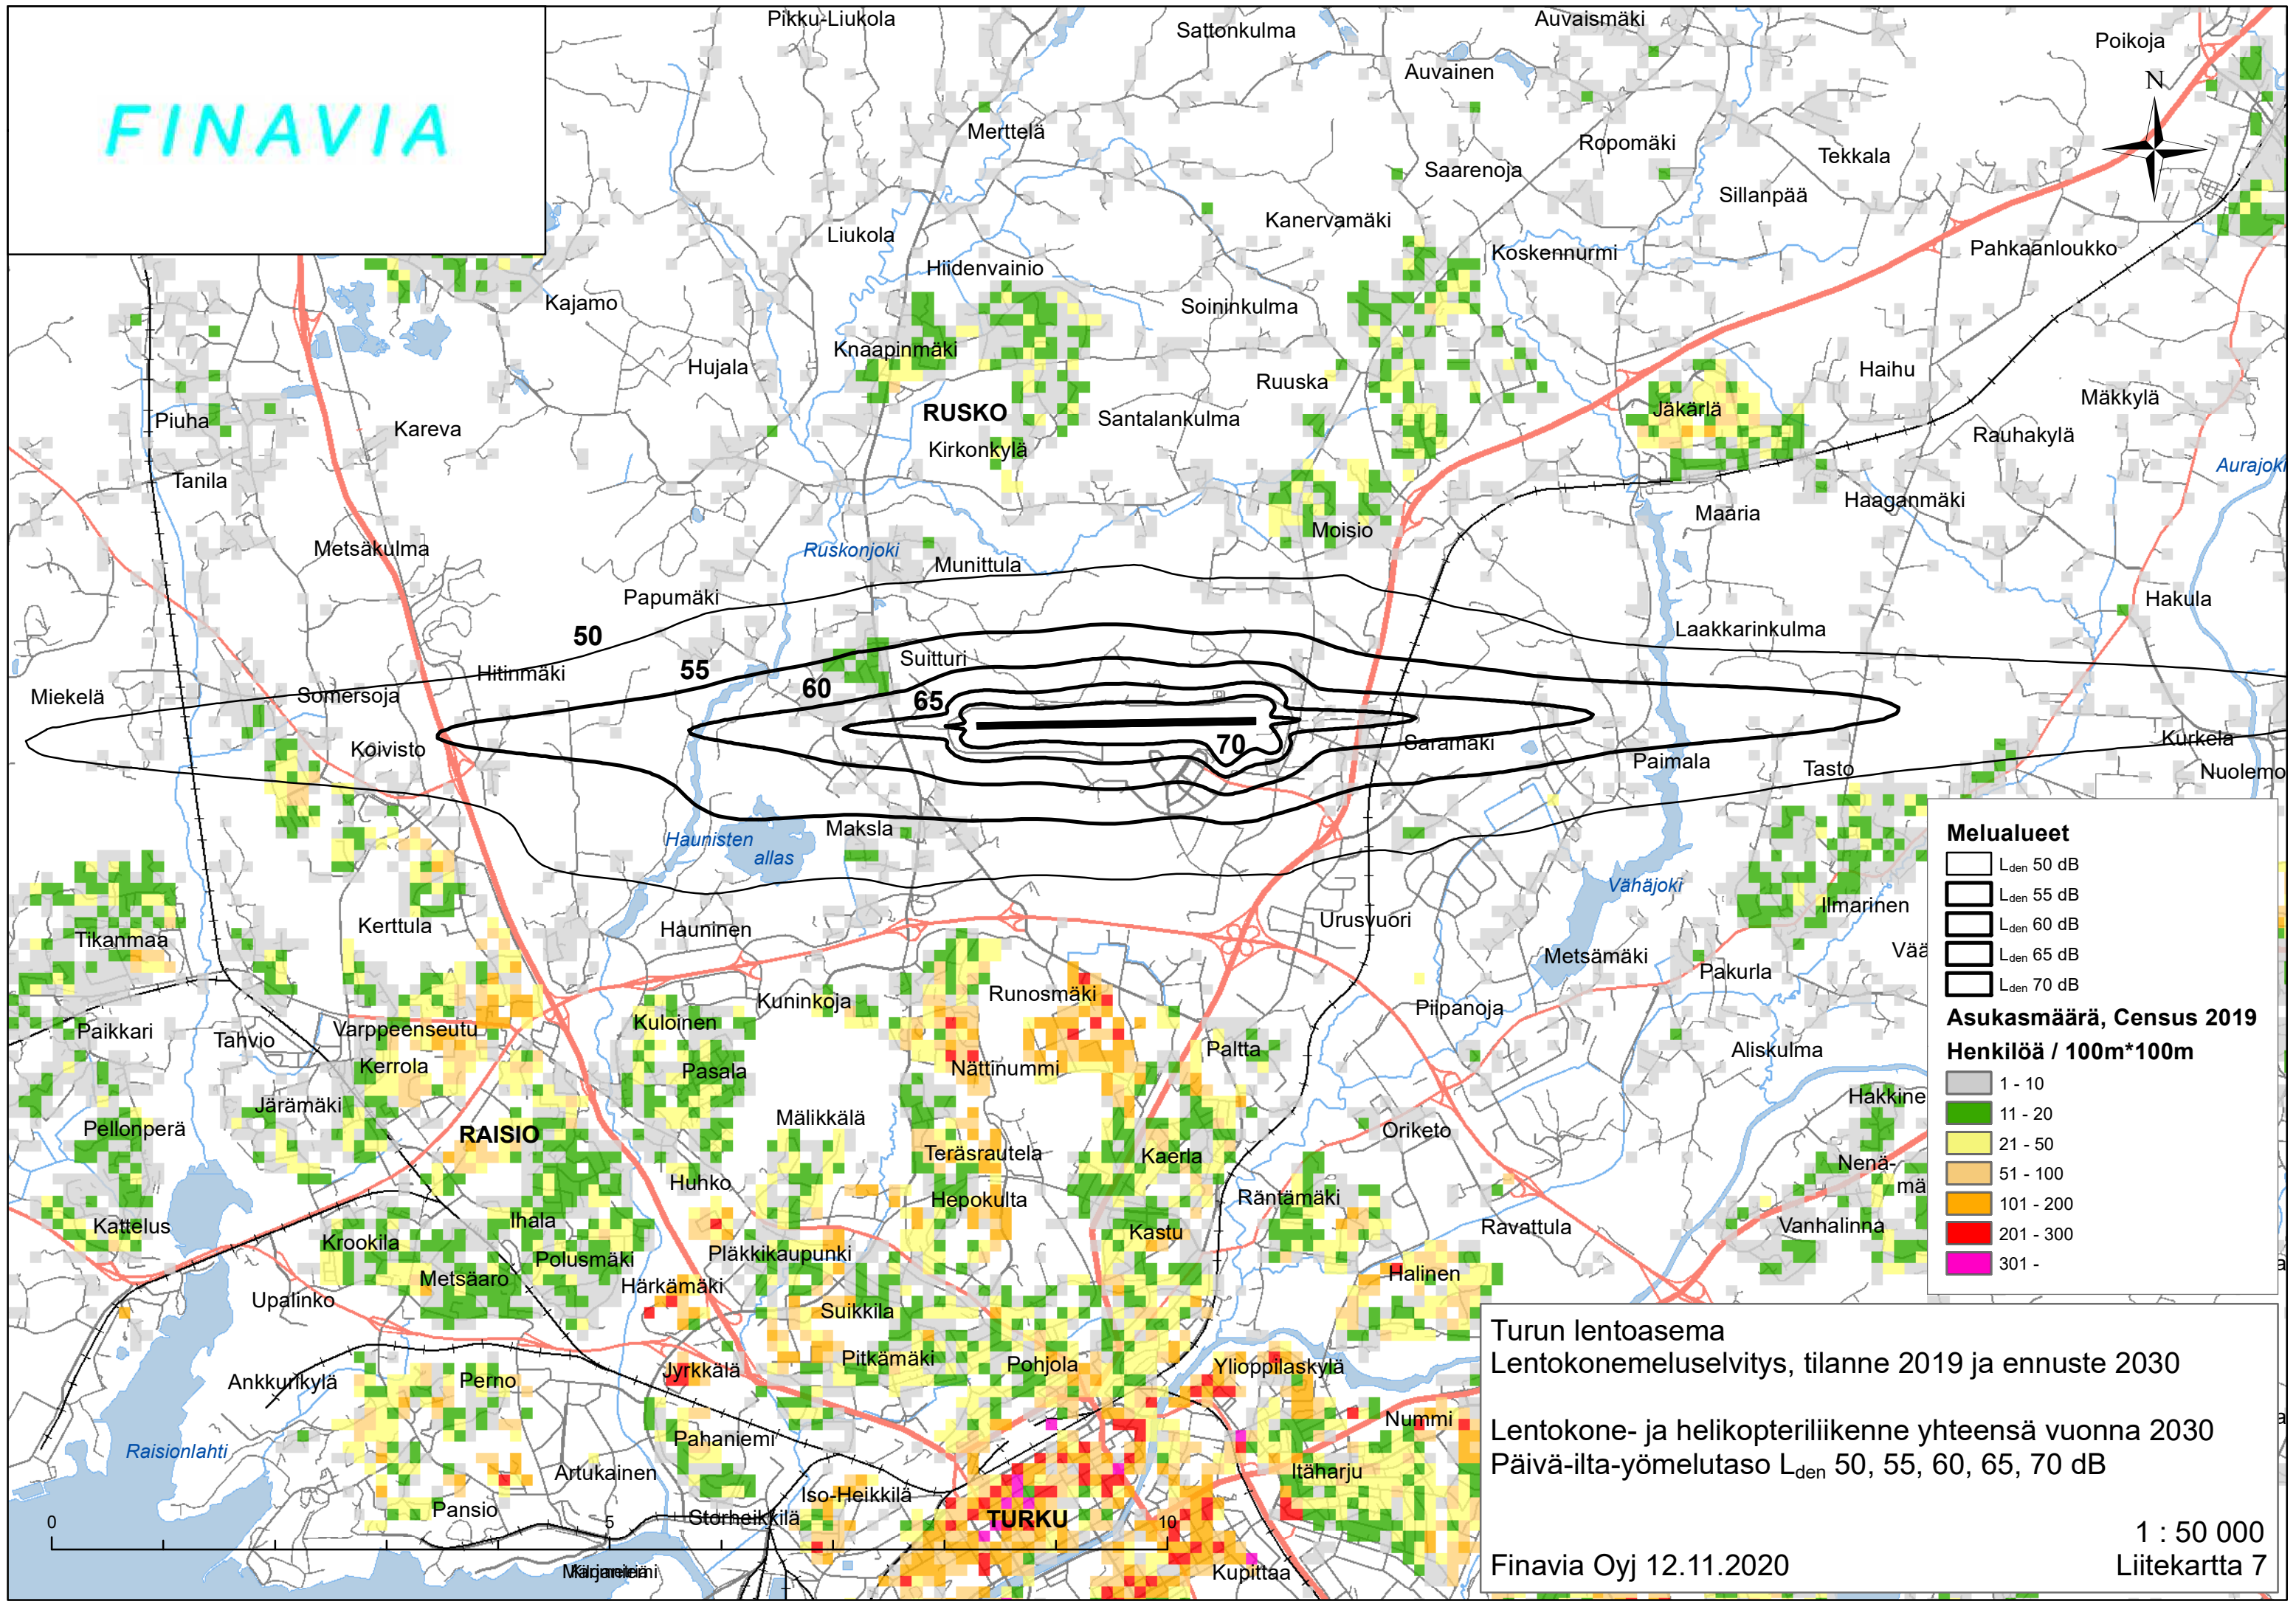 FINAVIA
Pikku-Liukola
Sattonkulma
Auvaismäki
Poikoja
Auvainen
N
Merttelä
Ropomäki
Tekkala
Saarenoja
Sillanpää
Kanervamäki
Liukola
Koskennurmi
Pahkaanloukko
Hiidenvainio
Kajamo
Soininkulma
Knaapinmäki
Hujala
Ruuska
Haihu
Mäkkylä
RUSKO
Santalankulma
Jäkärlä
Piuha
Kareva
Kirkonkylä
Rauhakylä
Aurajoki
Tanila
Haaganmäki
Maaria
Moisio
Metsäkulma
Ruskonjoki
Munittula
Papumäki
Hakula
50
Laakkarinkulma
Suitturi
55
Hitinmäki
60
Miekelä
Somersoja
65
Koivisto
70
Saramäki
Kurkela
Paimala
Tasto
Nuolemo
Maksla
Haunisten
allas
Vähäjoki
Ilmarinen
Kerttula
Hauninen
Urusvuori
Tikanmaa
Metsämäki
Vää
Pakurla
Kuninkoja
Runosmäki
Piipanoja
Paikkari
Tahvio
Varppeenseutu
Kuloinen
Paltta
Aliskulma
Kerrola
Pasala
Nättinummi
Hakkine
Järämäki
Mälikkälä
Pellonperä
RAISIO
Oriketo
Teräsrautela
Kaerla
Nenä-
mä
Huhko
Hepokulta
Räntämäki
Kattelus
Ihala
Kastu
Ravattula
Vanhalinna
Krookila
Polusmäki
Pläkkikaupunki
Metsäaro
Härkämäki
Halinen
Upalinko
Suikkila
Pitkämäki
Pohjola
Ylioppilaskylä
Jyrkkälä
Ankkurikylä
Perno
Nummi
Pahaniemi
Raisionlahti
Artukainen
Itäharju
Iso-Heikkilä
Pansio
Storheikkilä
TURKU
Kupittaa
0 5 10
Melualueet
Lden 50 dB
Lden 55 dB
Lden 60 dB
Lden 65 dB
Lden 70 dB
Asukasmäärä, Census 2019
Henkilöä / 100m*100m
1 - 10
11 - 20
21 - 50
51 - 100
101 - 200
201 - 300
301 -
Turun lentoasema
Lentokonemeluselvitys, tilanne 2019 ja ennuste 2030
Lentokone- ja helikopteriliikenne yhteensä vuonna 2030
Päivä-ilta-yömelutaso Lden 50, 55, 60, 65, 70 dB
1 : 50 000
Finavia Oyj 12.11.2020 Liitekartta 7